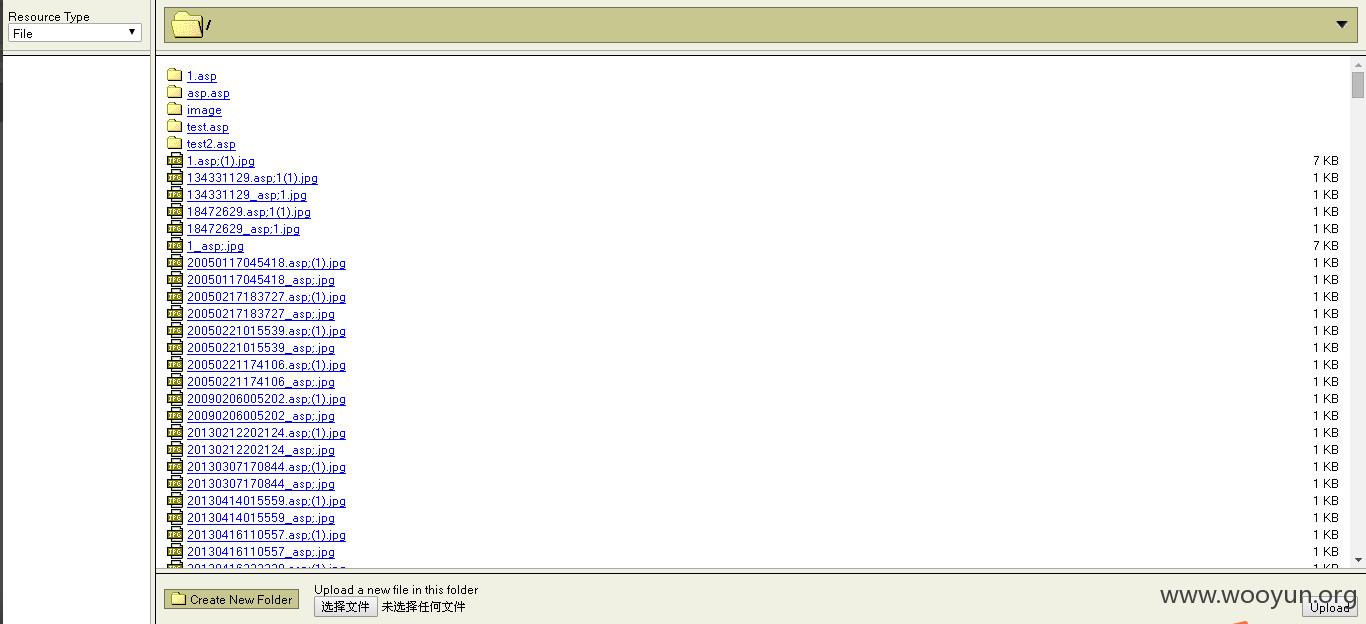 Resource Type
File
/
1.asp
asp.asp
image
test.asp
test2.asp
1.asp;(1).jpg 7 KB
134331129.asp;1(1).jpg 1 KB
134331129_asp;1.jpg 1 KB
18472629.asp;1(1).jpg 1 KB
18472629_asp;1.jpg 1 KB
1_asp;.jpg 7 KB
20050117045418.asp;(1).jpg 1 KB
20050117045418_asp;.jpg 1 KB
20050217183727.asp;(1).jpg 1 KB
20050217183727_asp;.jpg 1 KB
20050221015539.asp;(1).jpg 1 KB
20050221015539_asp;.jpg 1 KB
20050221174106.asp;(1).jpg 1 KB
20050221174106_asp;.jpg 1 KB
20090206005202.asp;(1).jpg 1 KB
20090206005202_asp;.jpg 1 KB
20130212202124.asp;(1).jpg 1 KB
20130212202124_asp;.jpg 1 KB
20130307170844.asp;(1).jpg 1 KB
20130307170844_asp;.jpg 1 KB
20130414015559.asp;(1).jpg 1 KB
20130414015559_asp;.jpg 1 KB
20130416110557.asp;(1).jpg 1 KB
20130416110557_asp;.jpg 1 KB
Create New Folder
Upload a new file in this folder
选择文件 未选择任何文件
www.wooyun.org
Upload